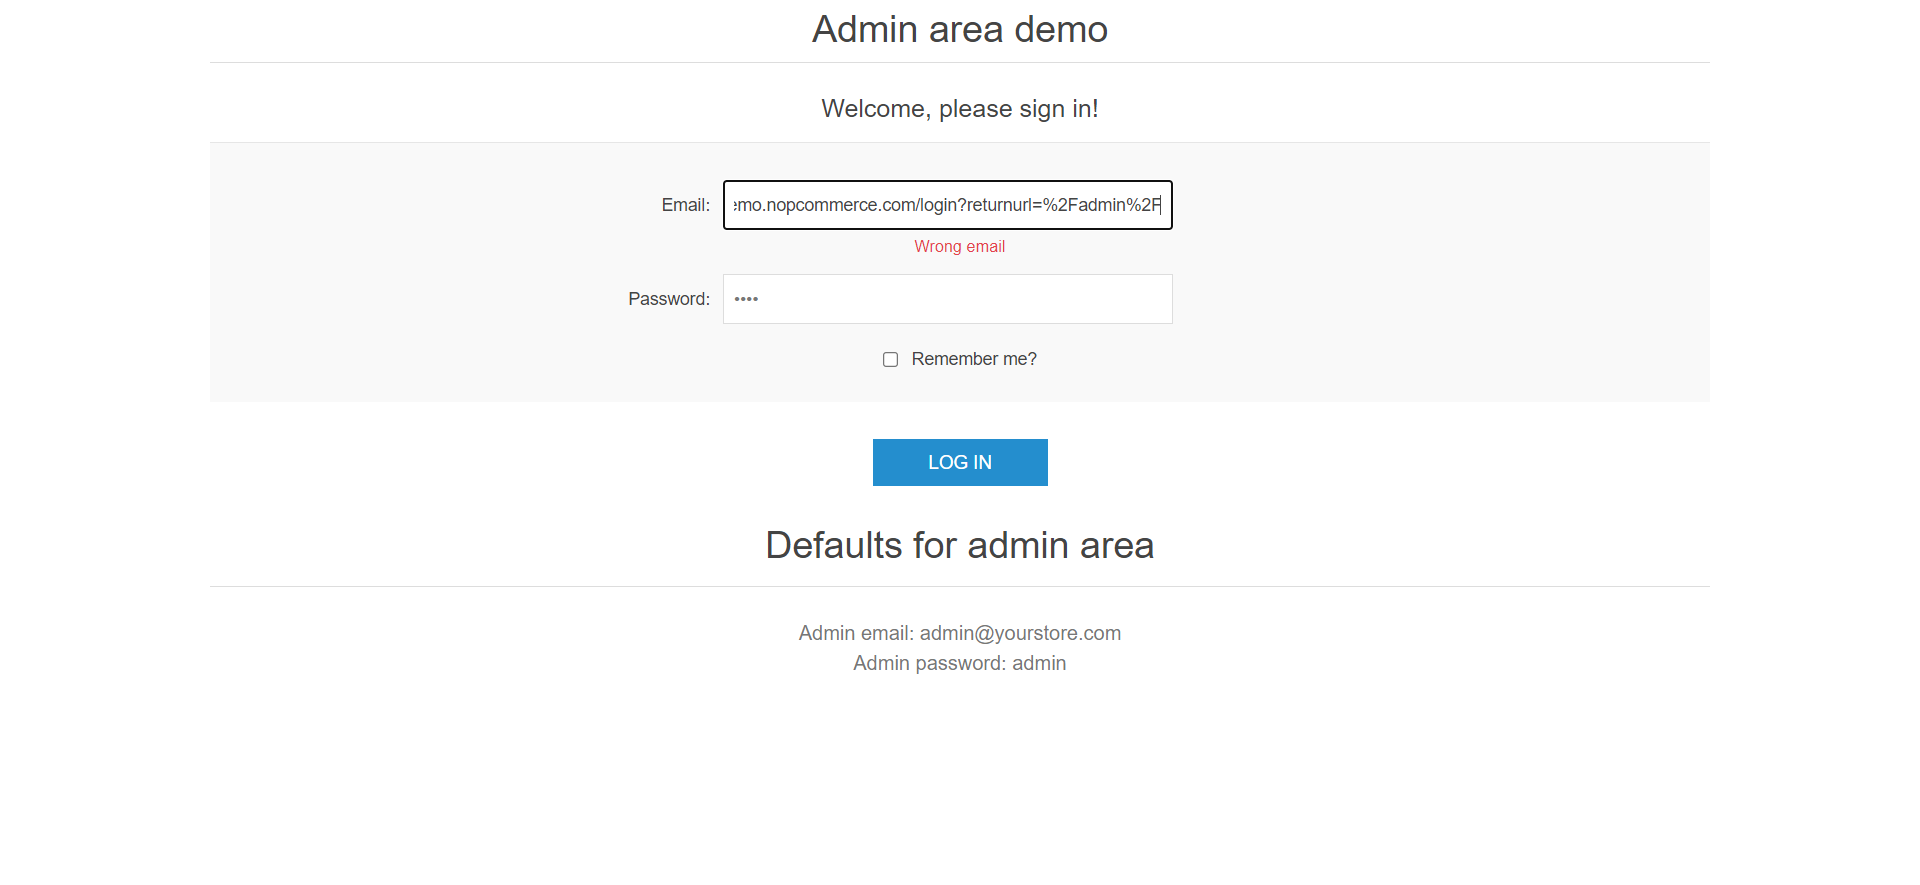 Admin area demo
Welcome, please sign in!
Email: emo.nopcommerce.com/login?returnurl=%2Fadmin%2F
Wrong email
Password: ••••
Remember me?
LOG IN
Defaults for admin area
Admin email: admin@yourstore.com
Admin password: admin